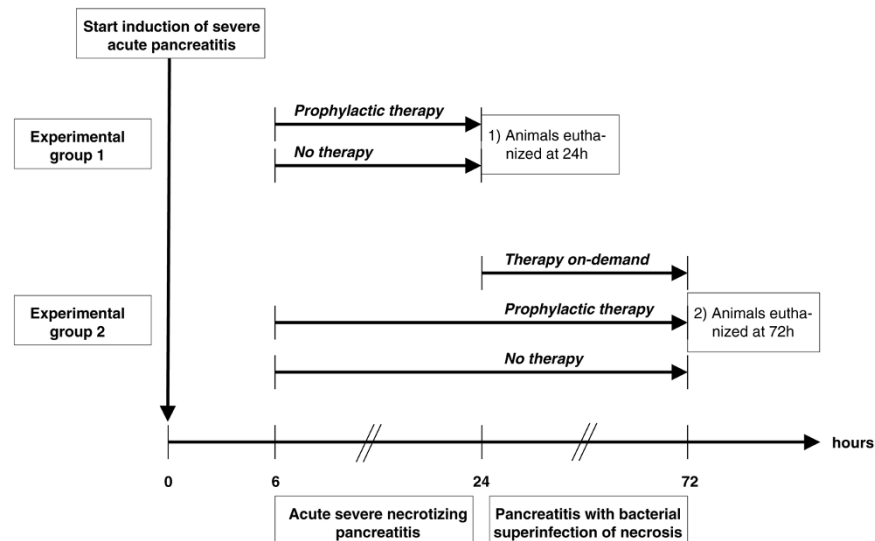 Start induction of severe
acute pancreatitis
Prophylactic therapy
Experimental
group 1
No therapy
1) Animals eutha-
nized at 24h
Therapy on-demand
Experimental
group 2
Prophylactic therapy
2) Animals eutha-
nized at 72h
No therapy
hours
0 6 24 72
Acute severe necrotizing
pancreatitis
Pancreatitis with bacterial
superinfection of necrosis